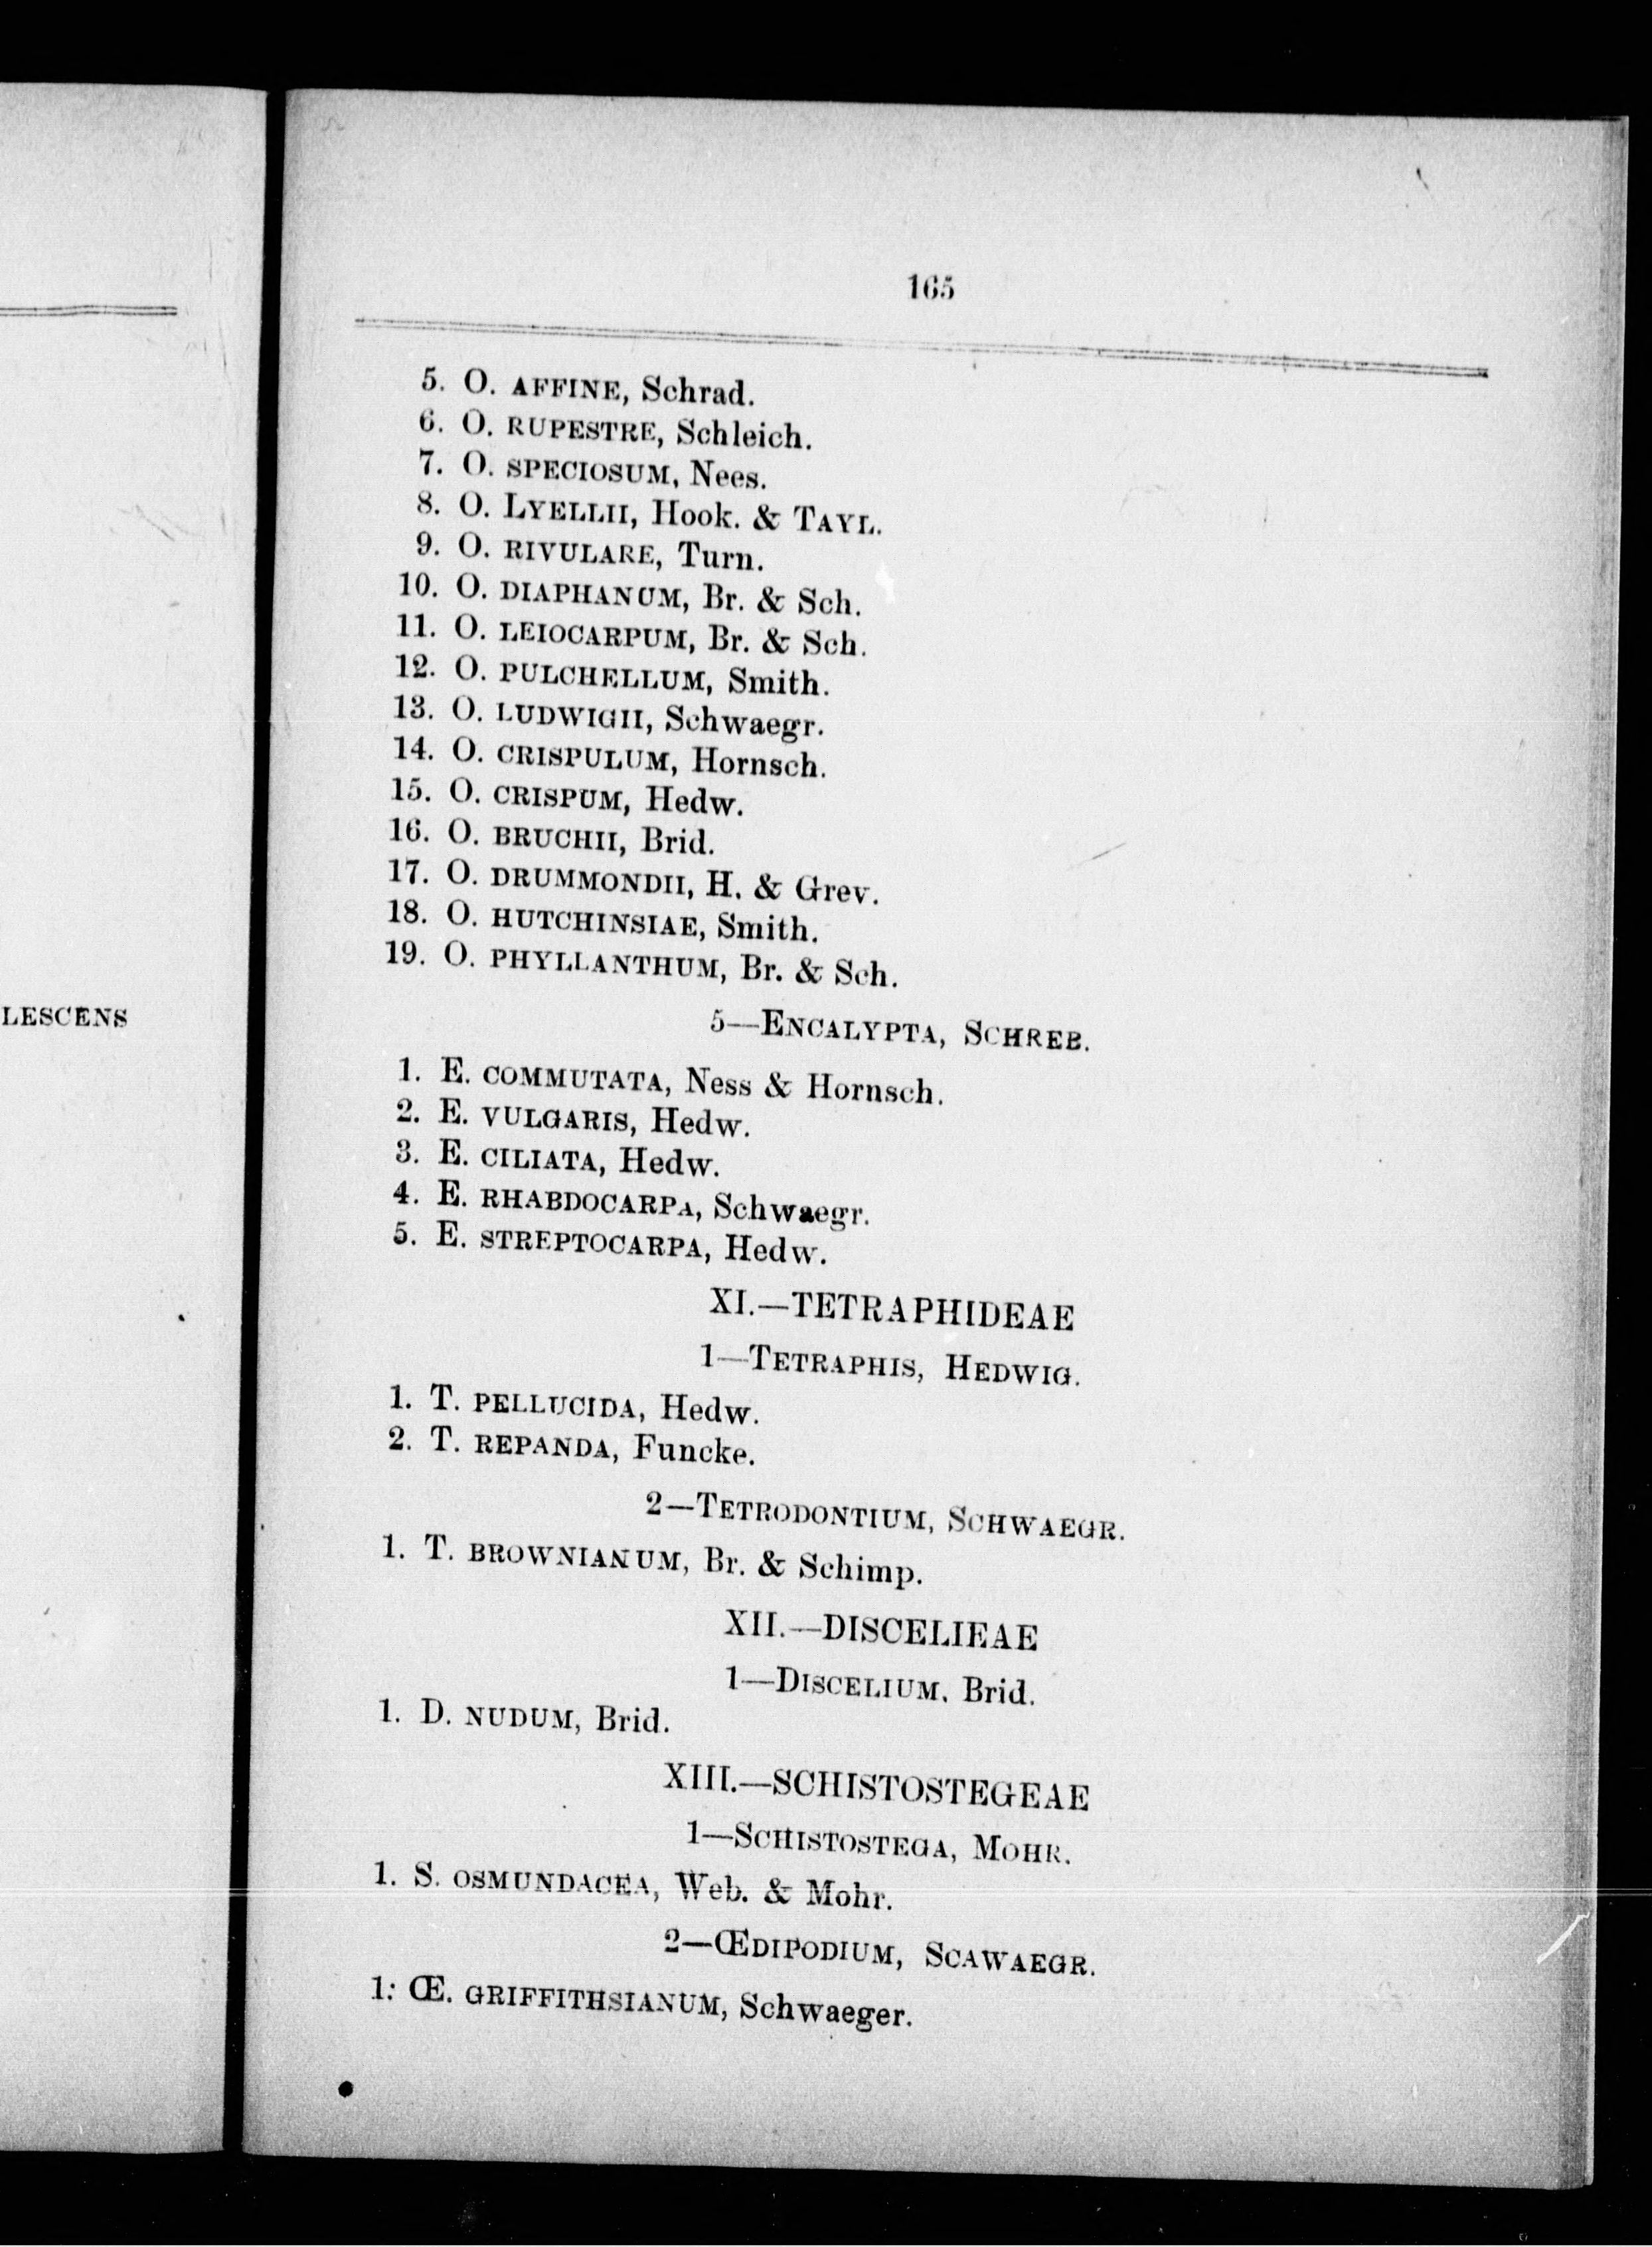 LESCENS
165
5. O. AFFINE, Schrad.
6. O. RUPESTRE, Schleich.
7. O. SPECIOSUM, Nees.
8. O. LYELLII, Hook. & TAYL.
9. O. RIVULARE, Turn.
10. O. DIAPHANUM, Br. & Sch.
11. O. LEIOCARPUM, Br. & Sch.
12. O. PULCHELLUM, Smith.
13. O. LUDWIGII, Schwaegr.
14. O. CRISPULUM, Hornsch.
15. O. CRISPUM, Hedw.
16. O. BRUCHII, Brid.
17. O. DRUMMONDII, H. & Grev.
18. O. HUTCHINSIAE, Smith.
19. O. PHYLLANTHUM, Br. & Sch.
5—ENCALYPTA, SCHREB.
1. E. COMMUTATA, Ness & Hornsch.
2. E. VULGARIS, Hedw.
3. E. CILIATA, Hedw.
4. E. RHABDOCARPA, Schwaegr.
5. E. STREPTOCARPA, Hedw.
XI.—TETRAPHIDEAE
1—TETRAPHIS, HEDWIG.
1. T. PELLUCIDA, Hedw.
2. T. REPANDA, Funcke.
2—TETRODONTIUM, SCHWAEGR.
1. T. BROWNIANUM, Br. & Schimp.
XII.—DISCELIEAE
1—DISCELIUM. Brid.
1. D. NUDUM, Brid.
XIII.—SCHISTOSTEGEAE
1—SCHISTOSTEGA, MOHR.
1. S. OSMUNDACEA, Web. & Mohr.
2—ŒDIPODIUM, SCAWAEGR.
1: Œ. GRIFFITHSIANUM, Schwaeger.